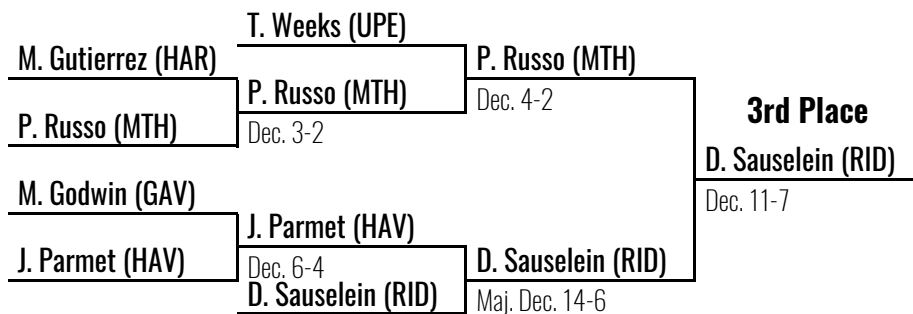 T. Weeks (UPE)
M. Gutierrez (HAR)
P. Russo (MTH)
P. Russo (MTH)
Dec. 4-2
P. Russo (MTH)
Dec. 3-2
3rd Place
D. Sauselein (RID)
Dec. 11-7
M. Godwin (GAV)
J. Parmet (HAV)
J. Parmet (HAV)
Dec. 6-4
D. Sauselein (RID)
D. Sauselein (RID)
Maj. Dec. 14-6